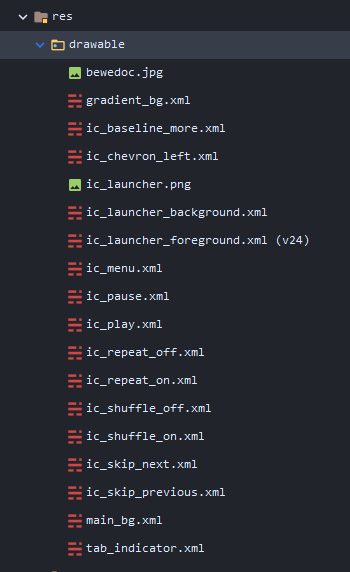 res
drawable
bewedoc.jpg
gradient_bg.xml
ic_baseline_more.xml
ic_chevron_left.xml
ic_launcher.png
ic_launcher_background.xml
ic_launcher_foreground.xml (v24)
ic_menu.xml
ic_pause.xml
ic_play.xml
ic_repeat_off.xml
ic_repeat_on.xml
ic_shuffle_off.xml
ic_shuffle_on.xml
ic_skip_next.xml
ic_skip_previous.xml
main_bg.xml
tab_indicator.xml